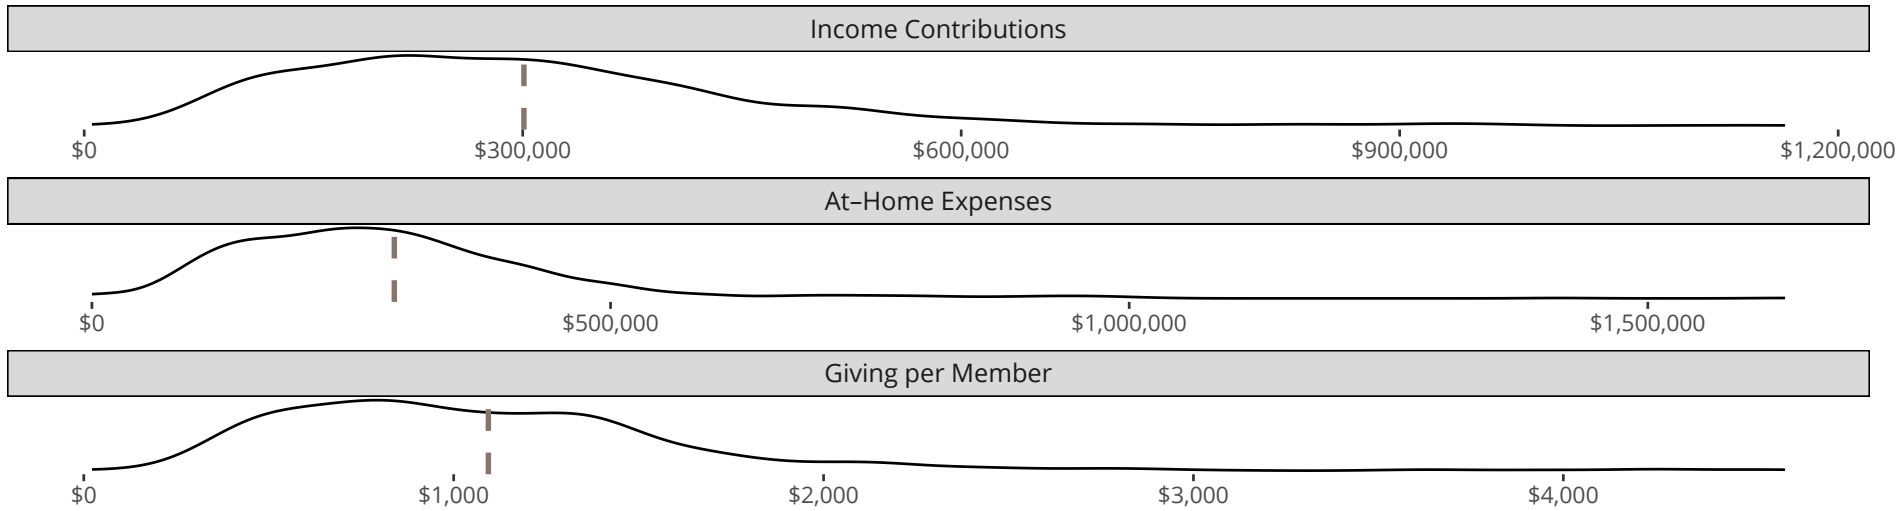 Income Contributions
$0 $300,000 $600,000 $900,000 $1,200,000
At–Home Expenses
$0 $500,000 $1,000,000 $1,500,000
Giving per Member
$0 $1,000 $2,000 $3,000 $4,000